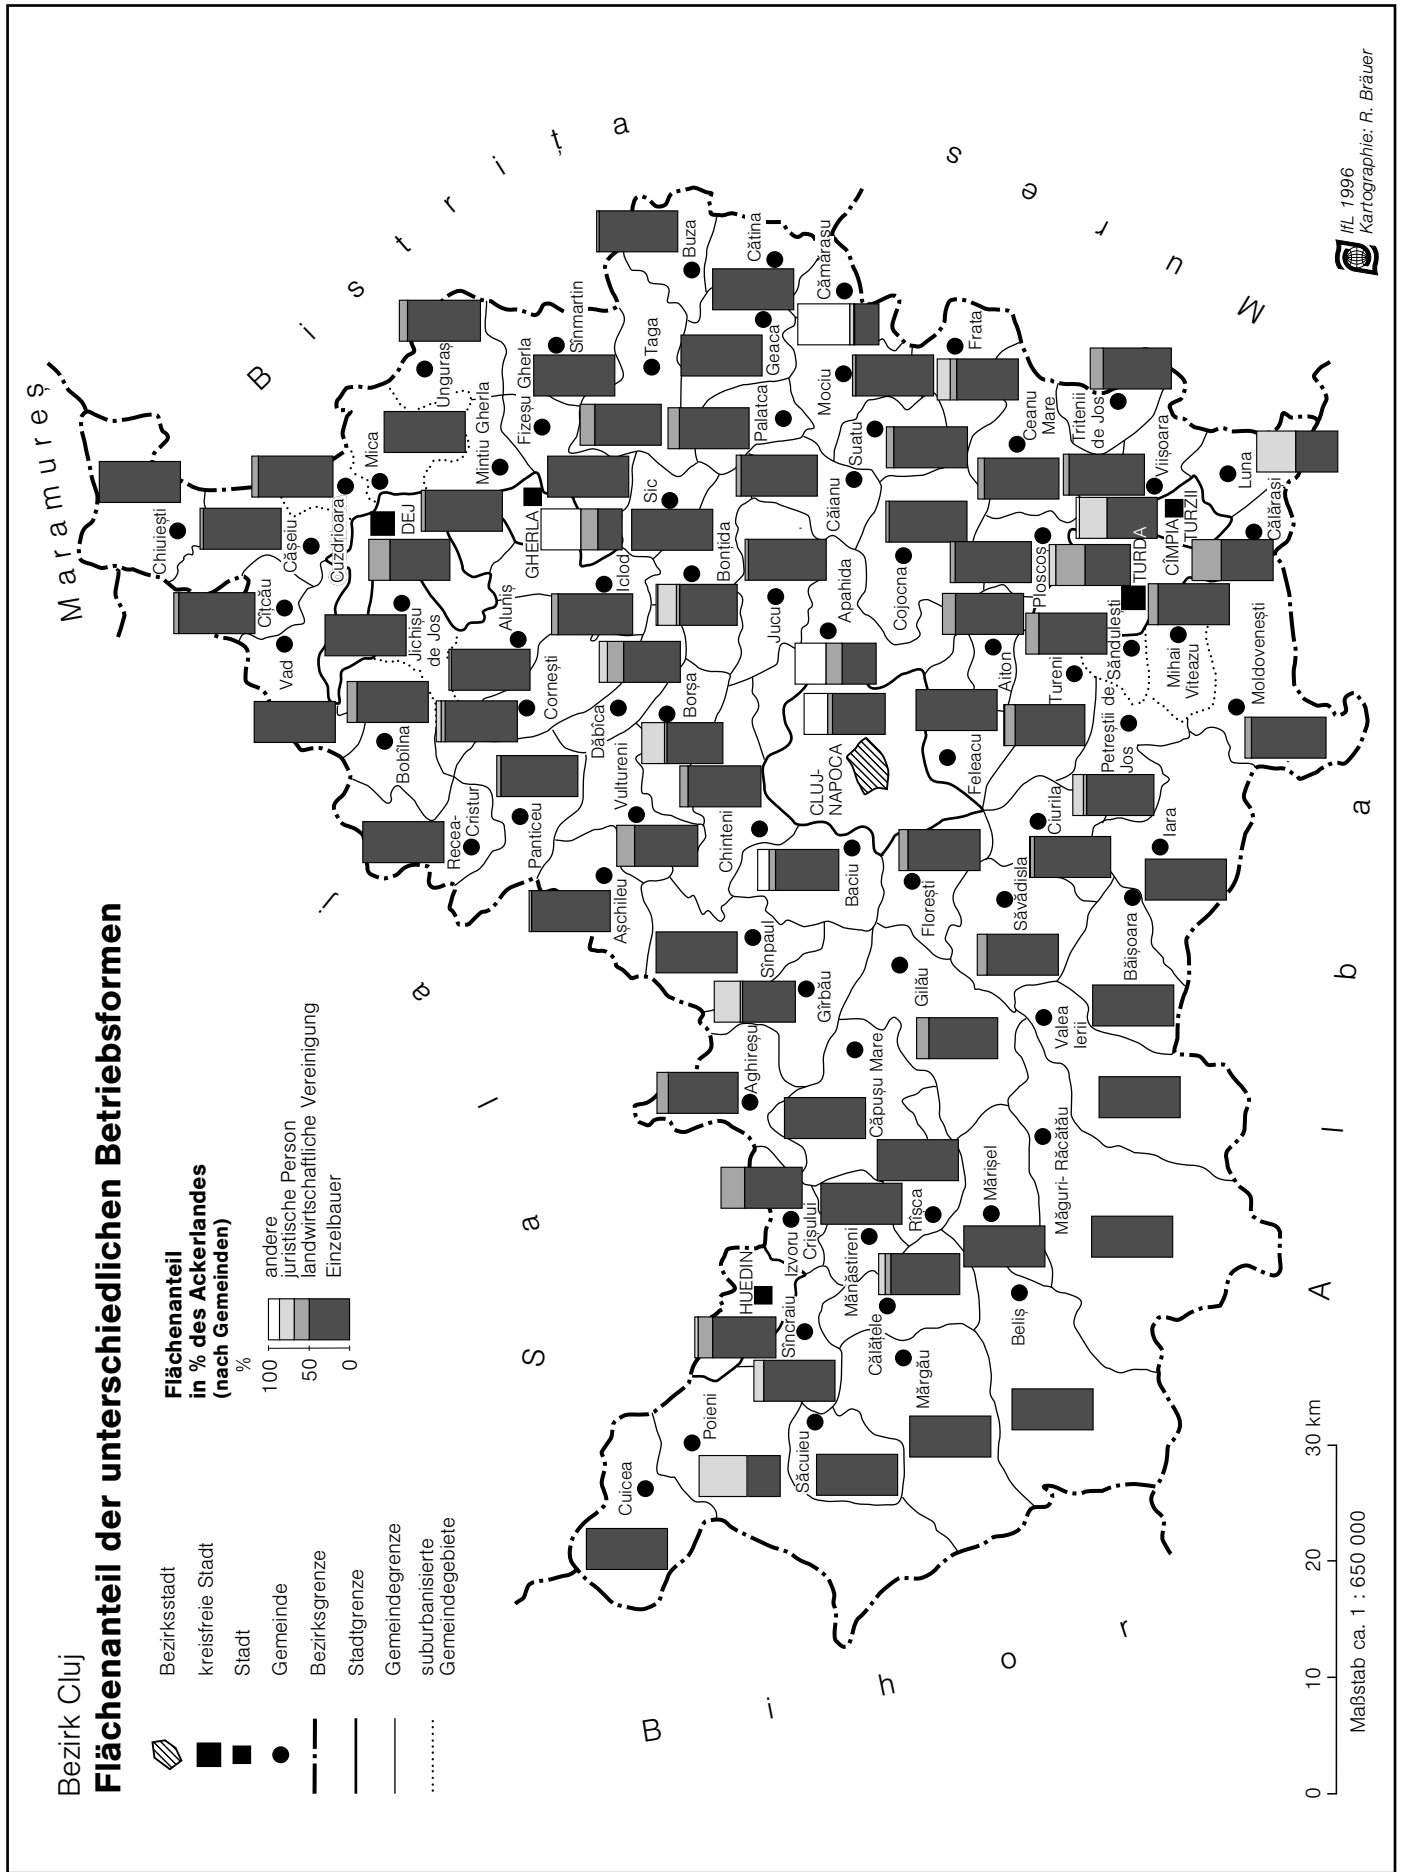 Bezirk Cluj
Flächenanteil der unterschiedlichen Betriebsformen
Bezirksstadt
kreisfreie Stadt
Stadt
Gemeinde
Bezirksgrenze
Stadtgrenze
Gemeindegrenze
suburbanisierte
Gemeindegebiete
Flächenanteil
in % des Ackerlandes
(nach Gemeinden)
%
100
50
0
andere
juristische Person
landwirtschaftliche Vereinigung
Einzelbauer
Maramureș
Bistrița
Mureș
Alba
Bihor
Sălaj
Chiuiești
Cîțcău
Cășeiu
Vad
Cuzdrioara
Mica
DEJ
Jichișu
de Jos
Unguraș
Mintiu Gherla
Bobîlna
Recea-
Cristur
Aluniș
Cornești
Panticeu
GHERLA
Fizeșu Gherla
Sînmartin
Iclod
Sic
Taga
Buza
Dăbîca
Vultureni
Așchileu
Borșa
Bonțida
Chinteni
Jucu
Palatca
Geaca
Cătina
Cămărașu
Mociu
Suatu
Căianu
Apahida
Cojocna
Frata
Ceanu
Mare
Tritenii
de Jos
Viișoara
Luna
Călărași
CÎMPIA
TURZII
TURDA
Ploscoș
Aiton
Tureni
Săndulești
Mihai
Viteazu
Moldovenești
Petreștii de
Jos
Feleacu
CLUJ-
NAPOCA
Baciu
Florești
Ciurila
Săvădisla
Iara
Băișoara
Sînpaul
Gîrbău
Aghireșu
Gilău
Căpușu Mare
Valea
Ierii
Măguri- Răcătău
Mărișel
Rîșca
Izvoru
Crișului
HUEDIN
Mănăstireni
Sîncraiu
Călățele
Beliș
Mărgău
Săcuieu
Poieni
Cuicea
0
10
20
30 km
Maßstab ca. 1 : 650 000
IfL 1996
Kartographie: R. Bräuer